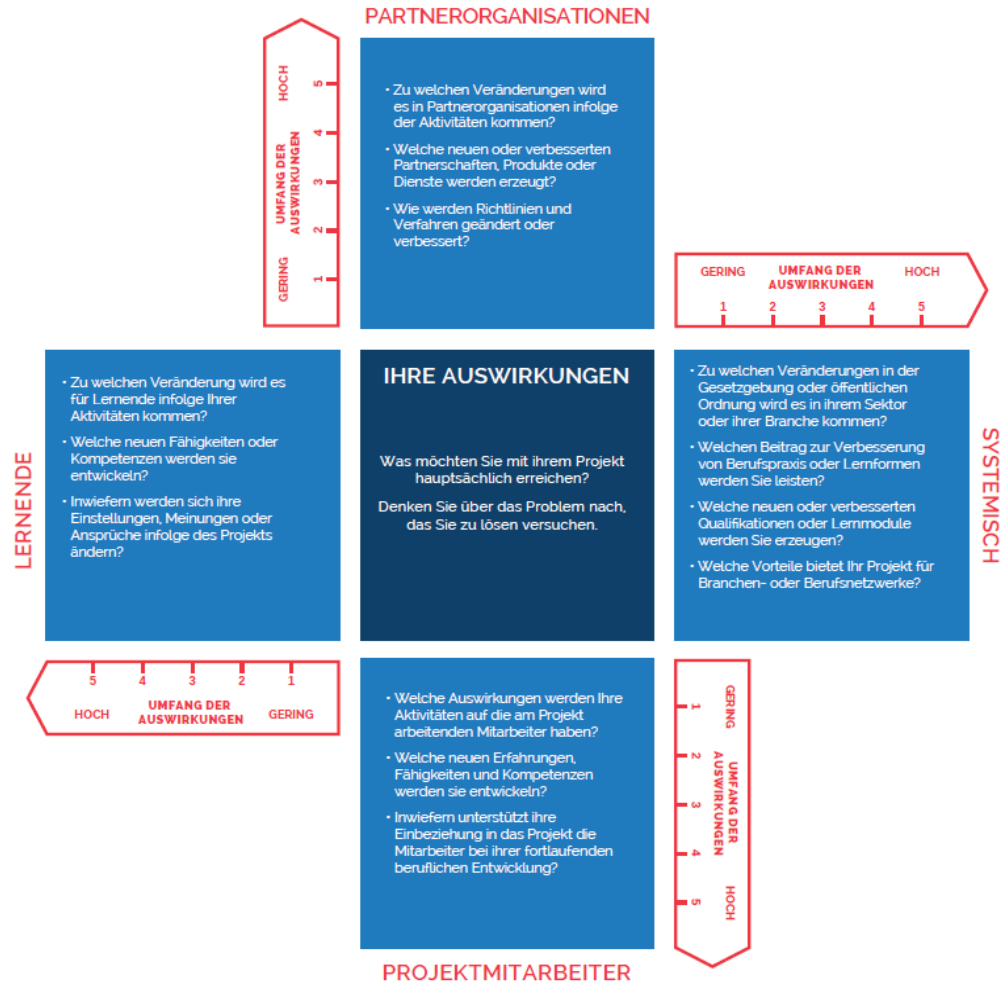 PARTNERORGANISATIONEN
HOCH
UMFANG DER
AUSWIRKUNGEN
GERING
5
4
3
2
1
• Zu welchen Veränderungen wird
es in Partnerorganisationen infolge
der Aktivitäten kommen?
• Welche neuen oder verbesserten
Partnerschaften, Produkte oder
Dienste werden erzeugt?
• Wie werden Richtlinien und
Verfahren geändert oder
verbessert?
GERING
UMFANG DER
AUSWIRKUNGEN
HOCH
1 2 3 4 5
LERNENDE
• Zu welchen Veränderung wird es
für Lernende infolge Ihrer
Aktivitäten kommen?
• Welche neuen Fähigkeiten oder
Kompetenzen werden sie
entwickeln?
• Inwiefern werden sich ihre
Einstellungen, Meinungen oder
Ansprüche infolge des Projekts
ändern?
IHRE AUSWIRKUNGEN
Was möchten Sie mit ihrem Projekt
hauptsächlich erreichen?
Denken Sie über das Problem nach,
das Sie zu lösen versuchen.
• Zu welchen Veränderungen in der
Gesetzgebung oder öffentlichen
Ordnung wird es in ihrem Sektor
oder ihrer Branche kommen?
• Welchen Beitrag zur Verbesserung
von Berufspraxis oder Lernformen
werden Sie leisten?
• Welche neuen oder verbesserten
Qualifikationen oder Lernmodule
werden Sie erzeugen?
• Welche Vorteile bietet Ihr Projekt für
Branchen- oder Berufsnetzwerke?
SYSTEMISCH
5 4 3 2 1
HOCH
UMFANG DER
AUSWIRKUNGEN
GERING
• Welche Auswirkungen werden Ihre
Aktivitäten auf die am Projekt
arbeitenden Mitarbeiter haben?
• Welche neuen Erfahrungen,
Fähigkeiten und Kompetenzen
werden sie entwickeln?
• Inwiefern unterstützt ihre
Einbeziehung in das Projekt die
Mitarbeiter bei ihrer fortlaufenden
beruflichen Entwicklung?
1
2
3
4
5
GERING
UMFANG DER
AUSWIRKUNGEN
HOCH
PROJEKTMITARBEITER